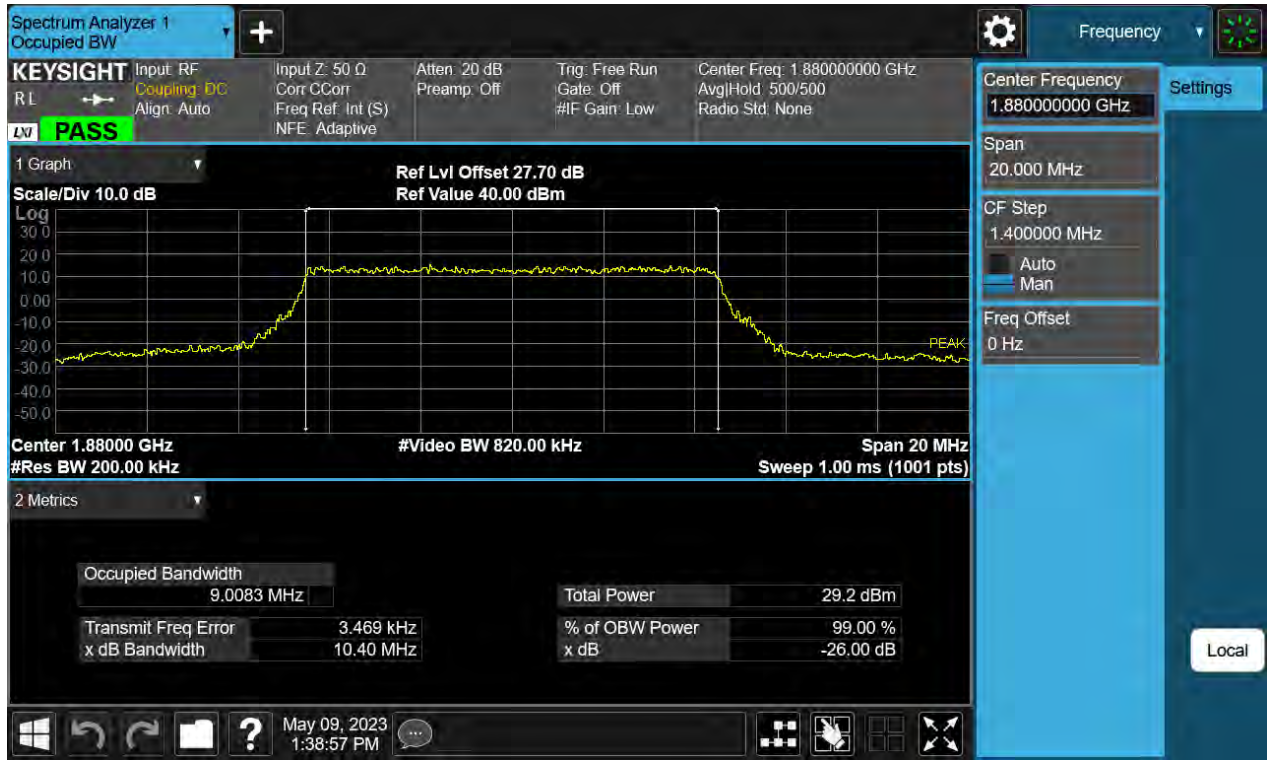 Spectrum Analyzer 1
Occupied BW
Frequency
KEYSIGHT
RL
LXI
PASS
Input: RF
Coupling: DC
Align: Auto
Input Z: 50 Ω
Corr CCorr
Freq Ref: Int (S)
NFE: Adaptive
Atten: 20 dB
Preamp: Off
Trig: Free Run
Gate: Off
#IF Gain: Low
Center Freq: 1.880000000 GHz
Avg|Hold: 500/500
Radio Std: None
Center Frequency
1.880000000 GHz
Settings
Span
20.000 MHz
CF Step
1.400000 MHz
Auto
Man
Freq Offset
0 Hz
1 Graph
Scale/Div 10.0 dB
Ref Lvl Offset 27.70 dB
Ref Value 40.00 dBm
Log
30.0
20.0
10.0
0.00
-10.0
-20.0
-30.0
-40.0
-50.0
PEAK
Center 1.88000 GHz
#Video BW 820.00 kHz
Span 20 MHz
#Res BW 200.00 kHz
Sweep 1.00 ms (1001 pts)
2 Metrics
Occupied Bandwidth
9.0083 MHz
Total Power 29.2 dBm
Transmit Freq Error 3.469 kHz
% of OBW Power 99.00 %
x dB Bandwidth 10.40 MHz
x dB -26.00 dB
Local
?
May 09, 2023
1:38:57 PM